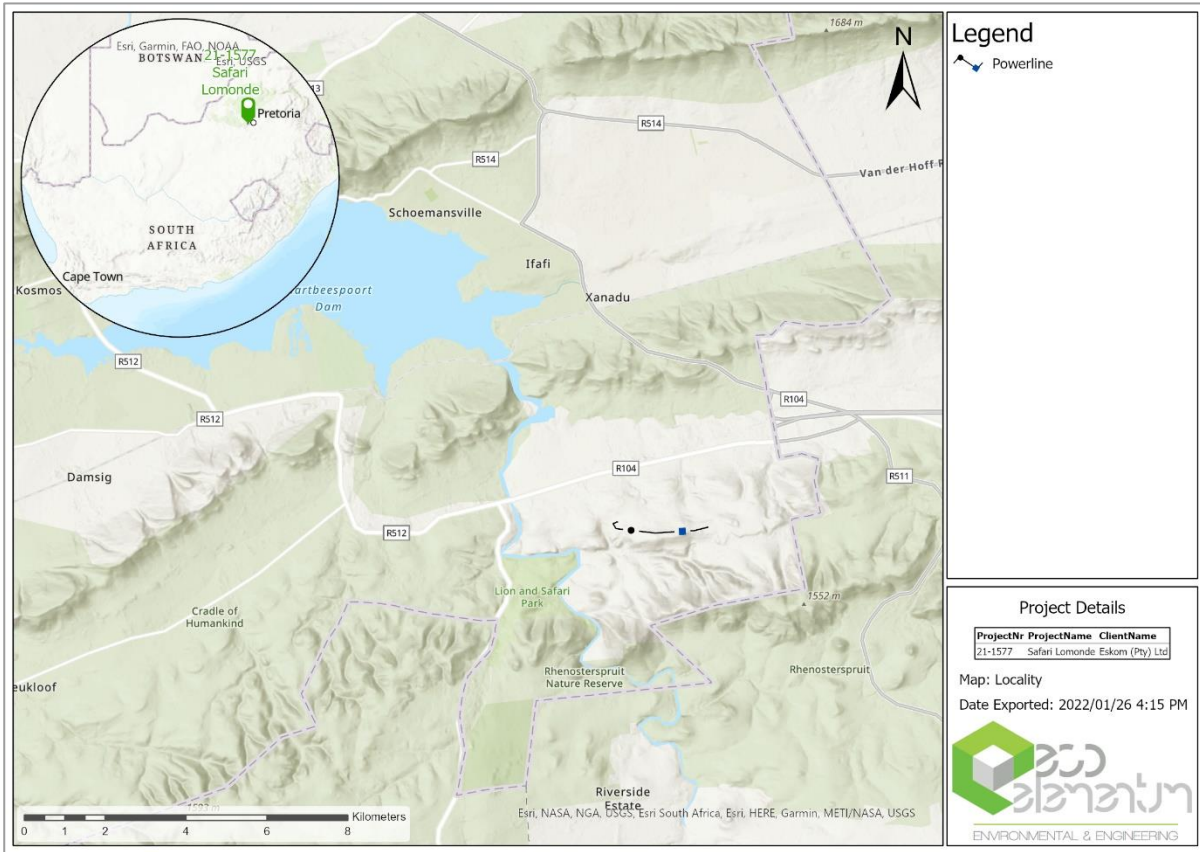 1684 m
Esri, Garmin, FAO, NOAA,
BOTSWAN
Esri, USGS
21-1577
Safari
Lomonde
Pretoria
SOUTH
AFRICA
Cape Town
13
N
R514
Van der Hoff R
R514
Schoemansville
Ifafi
Kosmos
artbeespoort
Dam
Xanadu
R512
R104
R512
R104
R511
Damsig
R512
Lion and Safari
Park
1552 m
Cradle of
Humankind
Rhenosterspruit
Nature Reserve
Rhenosterspruit
eukloof
1593 m
Riverside
Estate
Kilometers
0 1 2 4 6 8
Esri, NASA, NGA, USGS, Esri South Africa, Esri, HERE, Garmin, METI/NASA, USGS
Legend
Powerline
Project Details
ProjectNr ProjectName ClientName
21-1577 Safari Lomonde Eskom (Pty) Ltd
Map: Locality
Date Exported: 2022/01/26 4:15 PM
eco
elementum
ENVIRONMENTAL & ENGINEERING